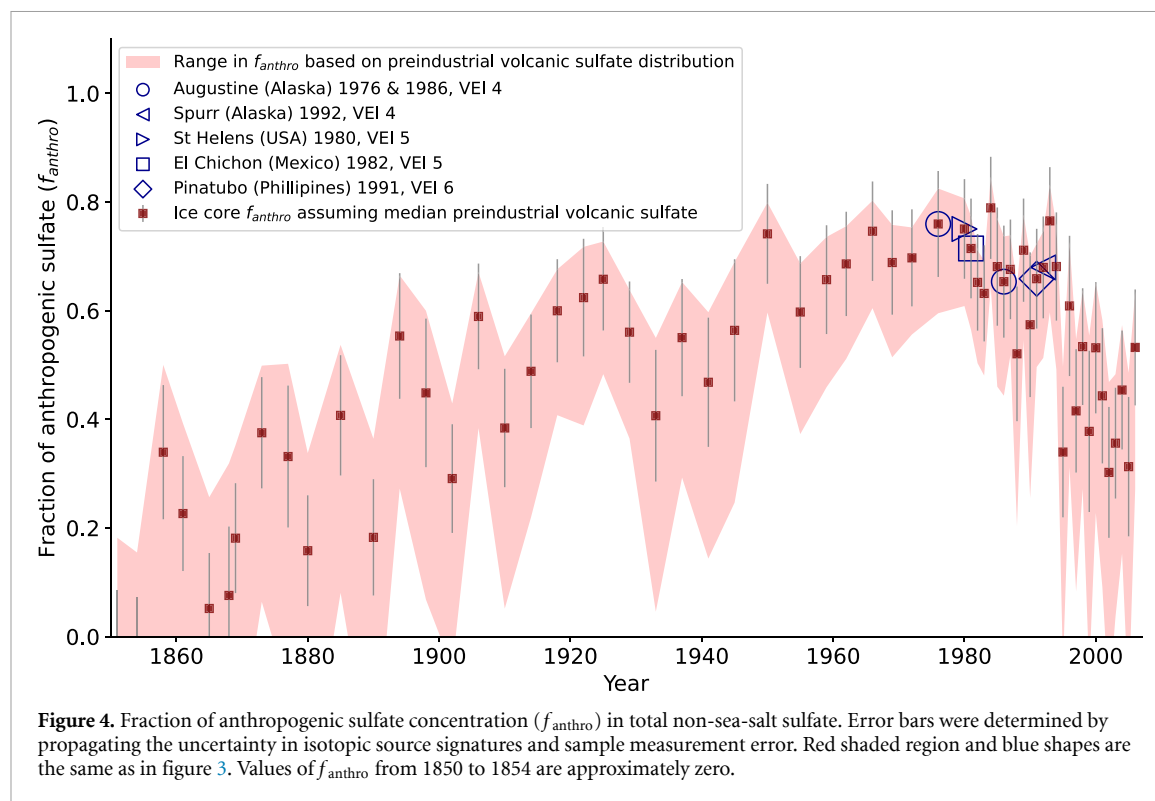 Range in f_anthro based on preindustrial volcanic sulfate distribution
Augustine (Alaska) 1976 & 1986, VEI 4
Spurr (Alaska) 1992, VEI 4
St Helens (USA) 1980, VEI 5
El Chichon (Mexico) 1982, VEI 5
Pinatubo (Phillipines) 1991, VEI 6
Ice core f_anthro assuming median preindustrial volcanic sulfate
Fraction of anthropogenic sulfate (f_anthro)
1.0
0.8
0.6
0.4
0.2
0.0
1860 1880 1900 1920 1940 1960 1980 2000
Year
Figure 4. Fraction of anthropogenic sulfate concentration (f_anthro) in total non-sea-salt sulfate. Error bars were determined by
propagating the uncertainty in isotopic source signatures and sample measurement error. Red shaded region and blue shapes are
the same as in figure 3. Values of f_anthro from 1850 to 1854 are approximately zero.